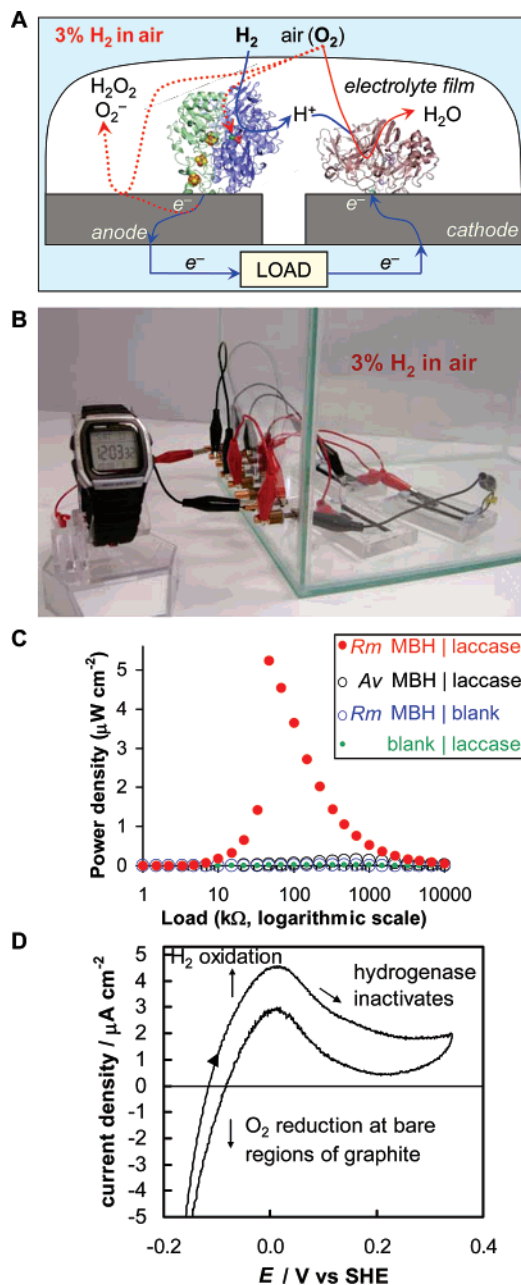 A
3% H₂ in air
H₂ air (O₂)
H₂O₂
O₂⁻
electrolyte film
H⁺
H₂O
e⁻
e⁻
anode
cathode
e⁻
LOAD
e⁻
B
3% H₂ in air
12:03 32
C
Rm MBH | laccase
Av MBH | laccase
Rm MBH | blank
blank | laccase
Power density (μW cm⁻²)
5
4
3
2
1
0
1 10 100 1000 10000
Load (kΩ, logarithmic scale)
D
current density / μA cm⁻²
5
4
3
2
1
0
-1
-2
-3
-4
-5
H₂ oxidation
hydrogenase
inactivates
O₂ reduction at bare
regions of graphite
-0.2 0.0 0.2 0.4
E / V vs SHE